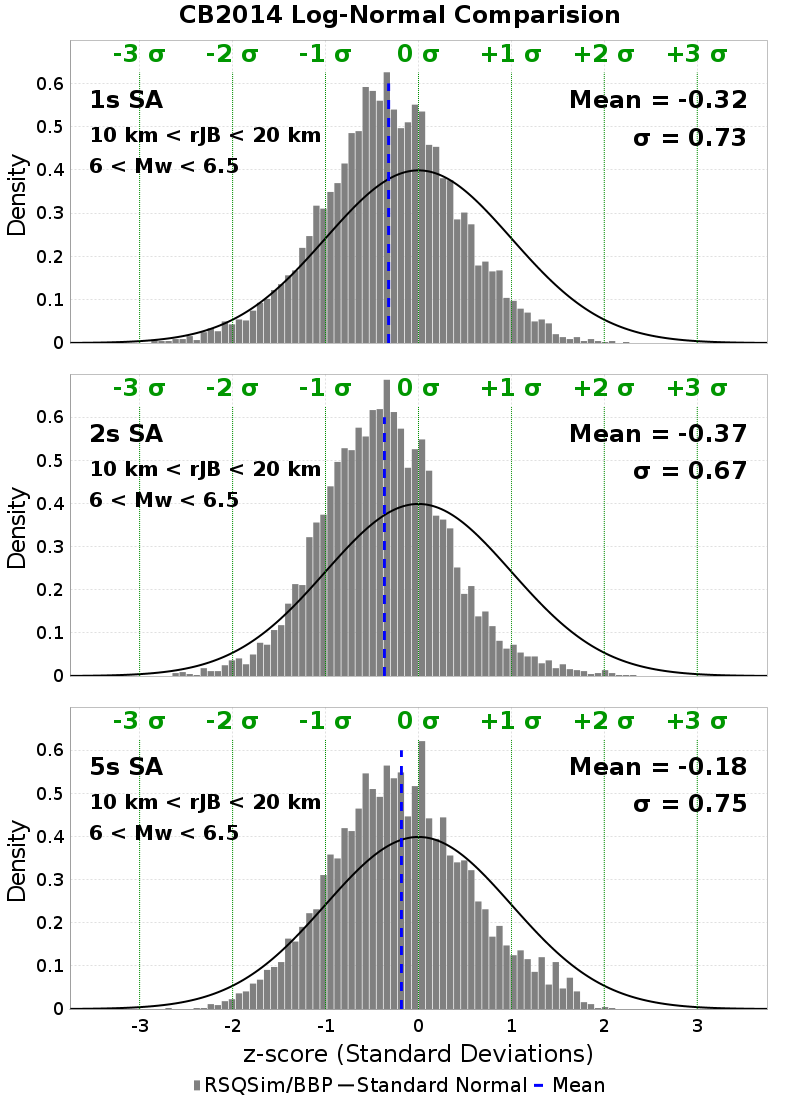 CB2014 Log-Normal Comparision
-3 σ -2 σ -1 σ 0 σ +1 σ +2 σ +3 σ
1s SA
10 km < rJB < 20 km
6 < Mw < 6.5
Mean = -0.32
σ = 0.73
0.6
0.5
0.4
0.3
0.2
0.1
0
Density
-3 σ -2 σ -1 σ 0 σ +1 σ +2 σ +3 σ
2s SA
10 km < rJB < 20 km
6 < Mw < 6.5
Mean = -0.37
σ = 0.67
0.6
0.5
0.4
0.3
0.2
0.1
0
Density
-3 σ -2 σ -1 σ 0 σ +1 σ +2 σ +3 σ
5s SA
10 km < rJB < 20 km
6 < Mw < 6.5
Mean = -0.18
σ = 0.75
0.6
0.5
0.4
0.3
0.2
0.1
0
Density
-3 -2 -1 0 1 2 3
z-score (Standard Deviations)
RSQSim/BBP Standard Normal Mean